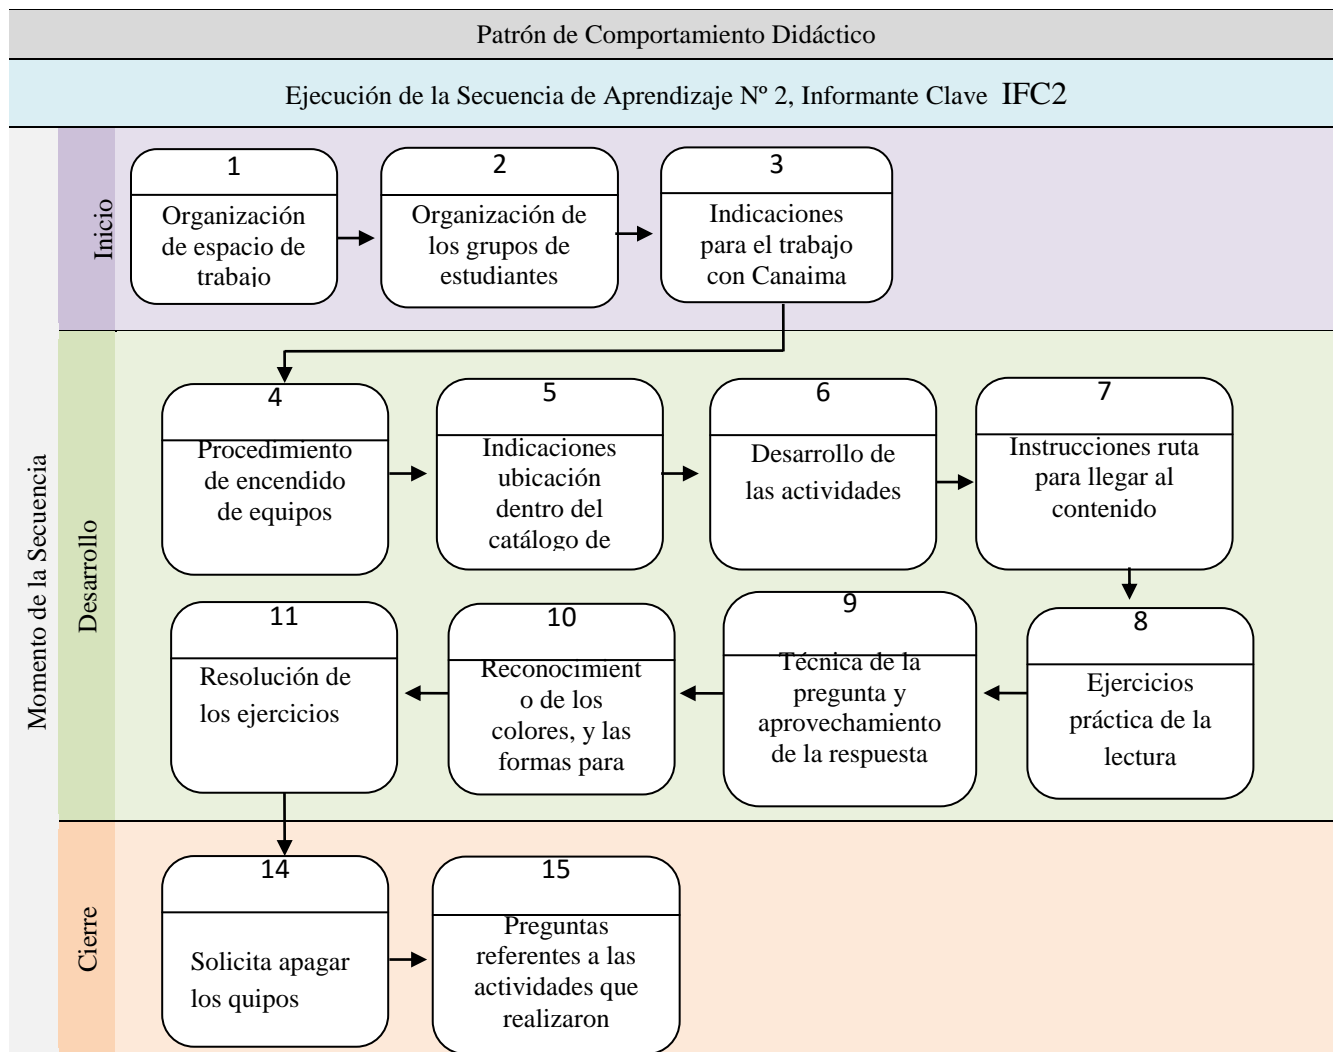 Patrón de Comportamiento Didáctico
Ejecución de la Secuencia de Aprendizaje Nº 2, Informante Clave IFC2
Momento de la Secuencia
Inicio
1
Organización
de espacio de
trabajo
2
Organización de
los grupos de
estudiantes
3
Indicaciones
para el trabajo
con Canaima
Desarrollo
4
Procedimiento
de encendido
de equipos
5
Indicaciones
ubicación
dentro del
catálogo de
6
Desarrollo de
las actividades
7
Instrucciones ruta
para llegar al
contenido
8
Ejercicios
práctica de la
lectura
9
Técnica de la
pregunta y
aprovechamiento
de la respuesta
10
Reconocimient
o de los
colores, y las
formas para
11
Resolución de
los ejercicios
Cierre
14
Solicita apagar
los quipos
15
Preguntas
referentes a las
actividades que
realizaron